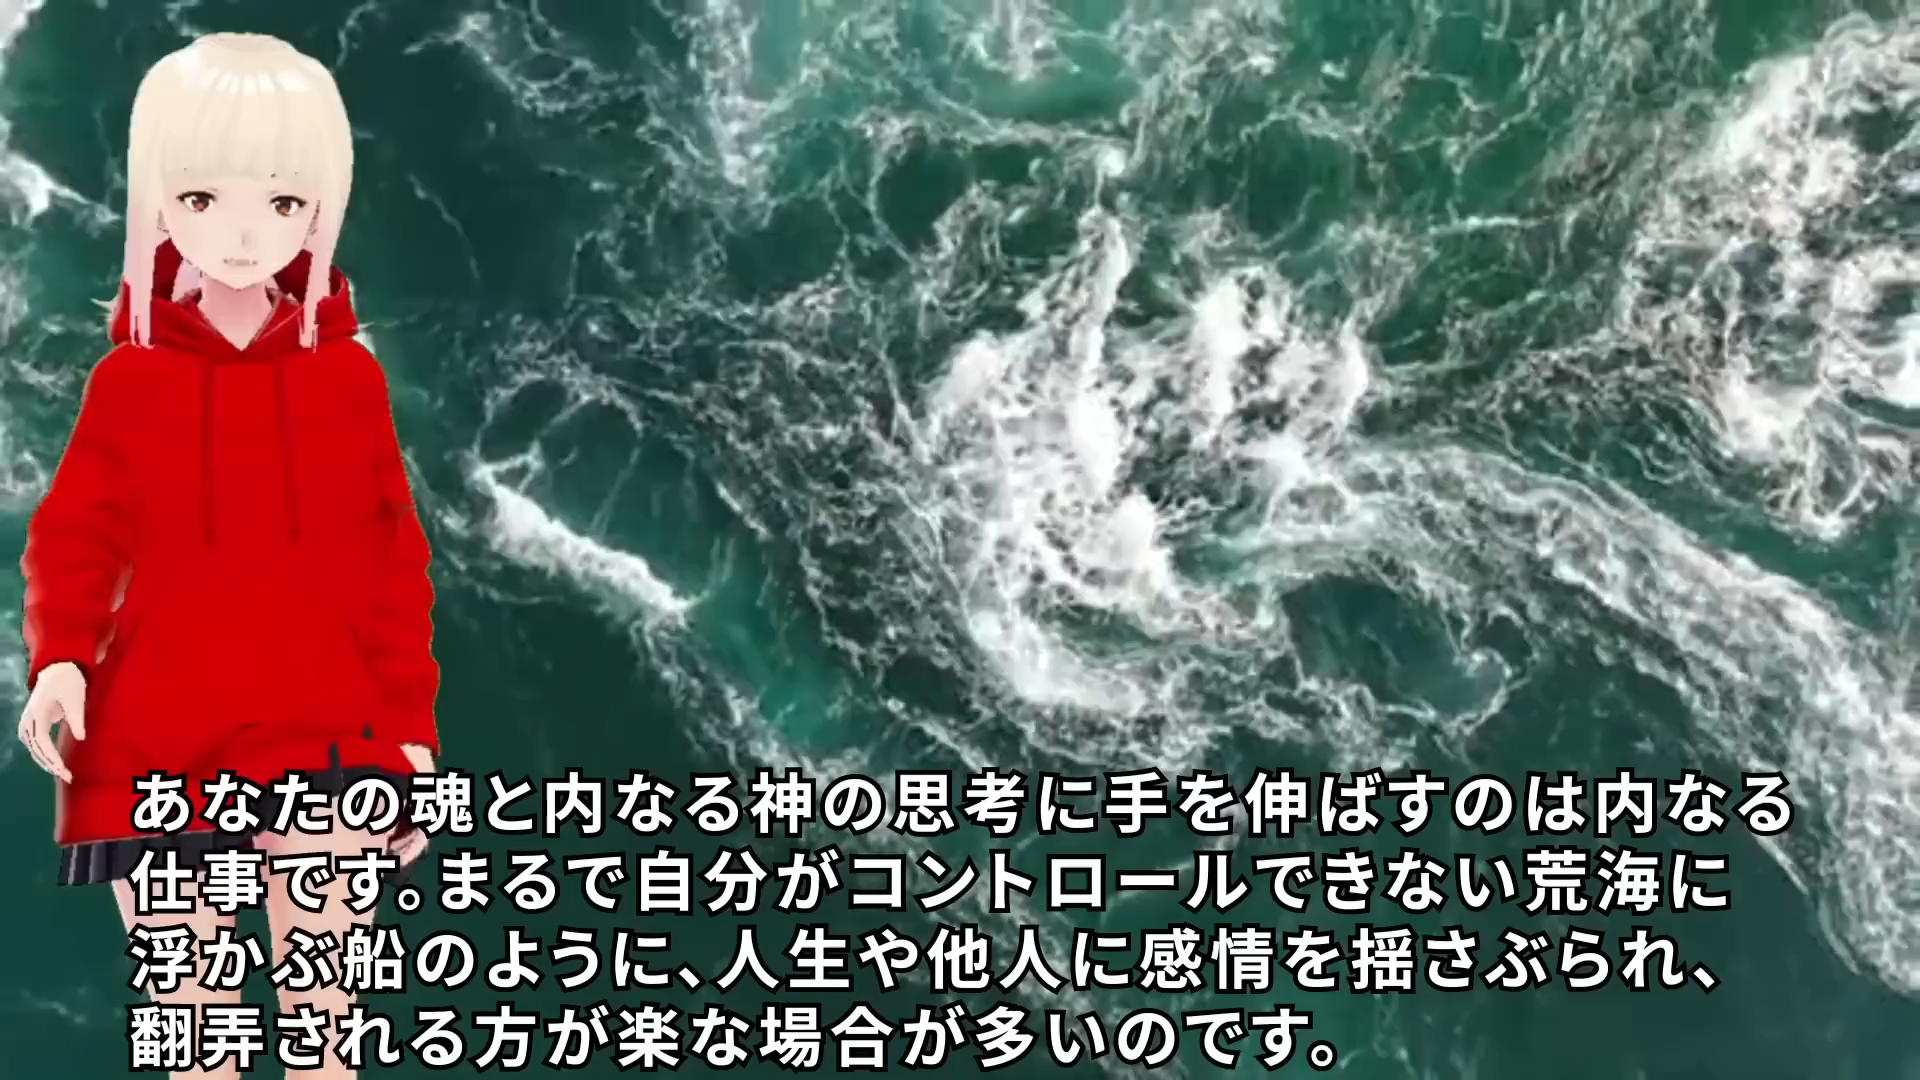 あなたの魂と内なる神の思考に手を伸ばすのは内なる
仕事です。まるで自分がコントロールできない荒海に
浮かぶ船のように、人生や他人に感情を揺さぶられ、
翻弄される方が楽な場合が多いのです。